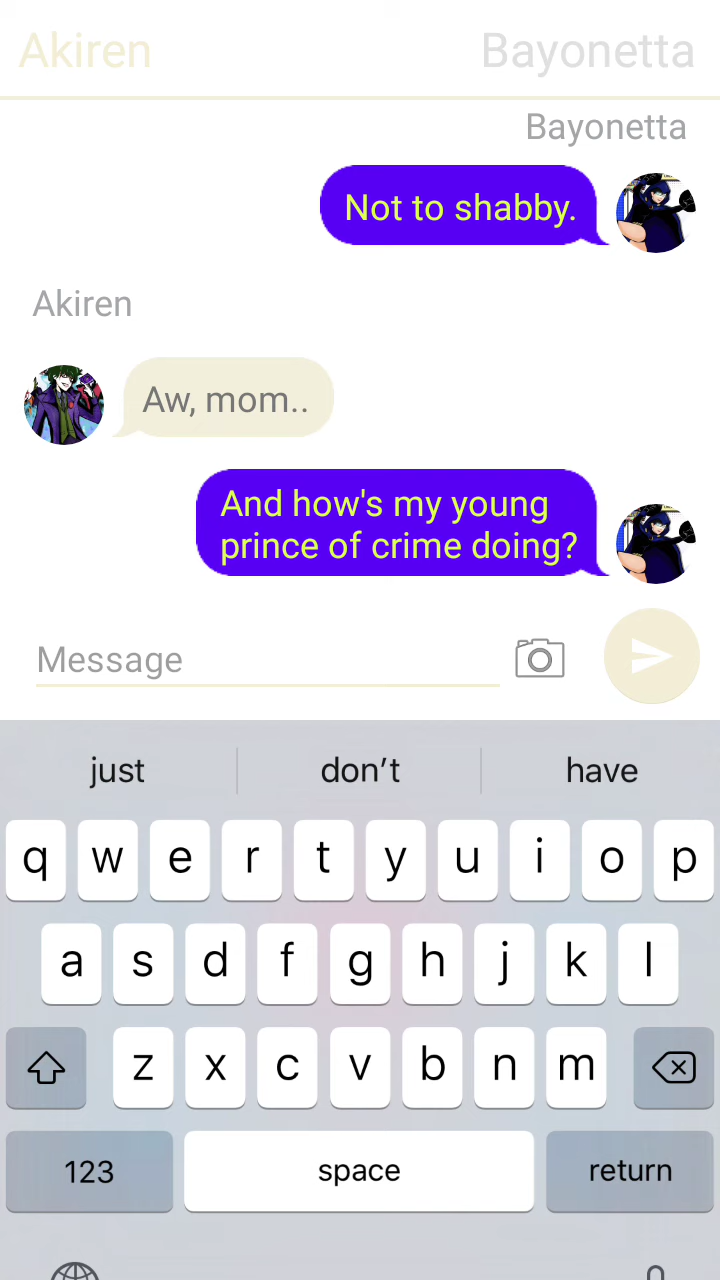 Akiren Bayonetta
Bayonetta
Not to shabby.
Akiren
Aw, mom..
And how's my young
prince of crime doing?
Message
just don’t have
q w e r t y u i o p
a s d f g h j k l
z x c v b n m
123 space return